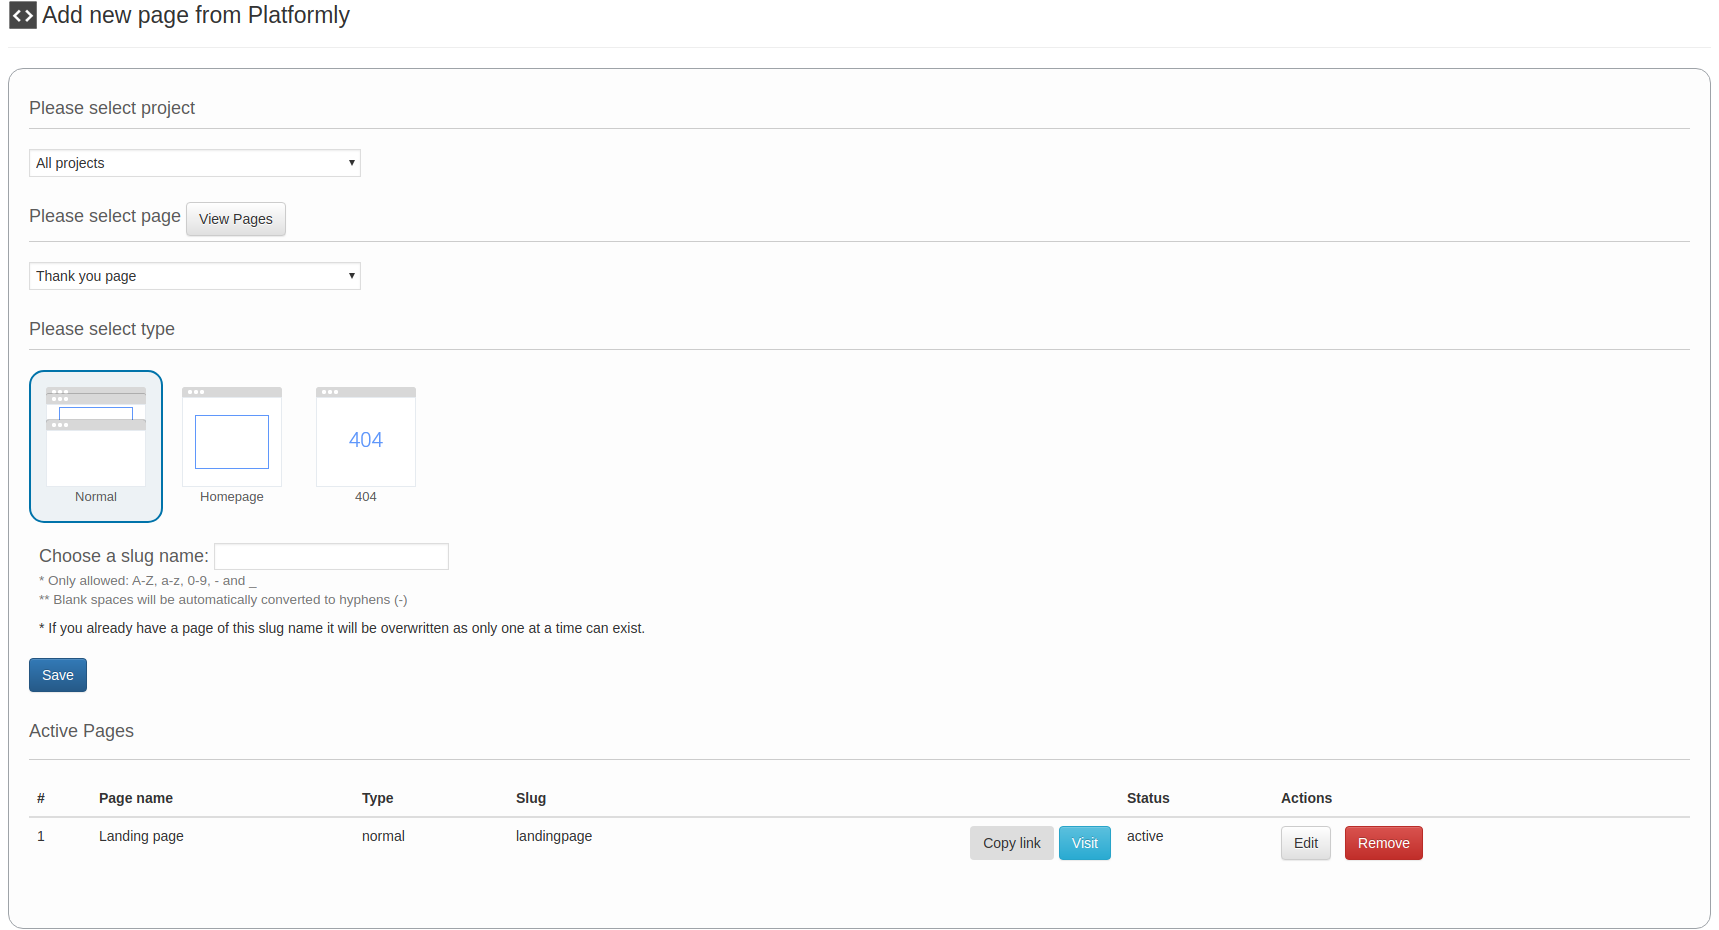 Add new page from Platformly
Please select project
All projects
Please select page View Pages
Thank you page
Please select type
404
Normal Homepage 404
Choose a slug name:
* Only allowed: A-Z, a-z, 0-9, - and _
** Blank spaces will be automatically converted to hyphens (-)
* If you already have a page of this slug name it will be overwritten as only one at a time can exist.
Save
Active Pages
# Page name Type Slug Status Actions
1 Landing page normal landingpage Copy link Visit active Edit Remove